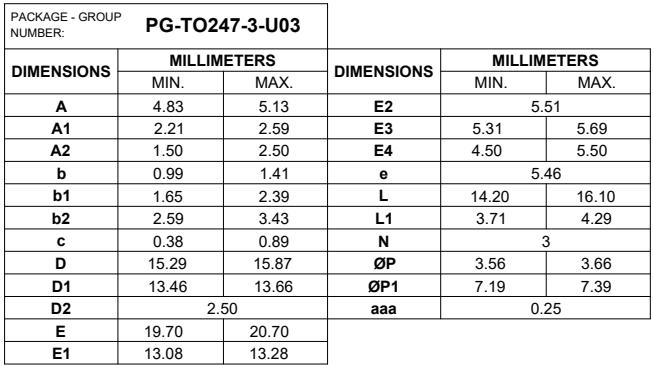 PACKAGE - GROUP
NUMBER: PG-TO247-3-U03
DIMENSIONS MILLIMETERS DIMENSIONS MILLIMETERS
MIN. MAX. MIN. MAX.
A 4.83 5.13 E2 5.51
A1 2.21 2.59 E3 5.31 5.69
A2 1.50 2.50 E4 4.50 5.50
b 0.99 1.41 e 5.46
b1 1.65 2.39 L 14.20 16.10
b2 2.59 3.43 L1 3.71 4.29
c 0.38 0.89 N 3
D 15.29 15.87 ØP 3.56 3.66
D1 13.46 13.66 ØP1 7.19 7.39
D2 2.50 aaa 0.25
E 19.70 20.70
E1 13.08 13.28